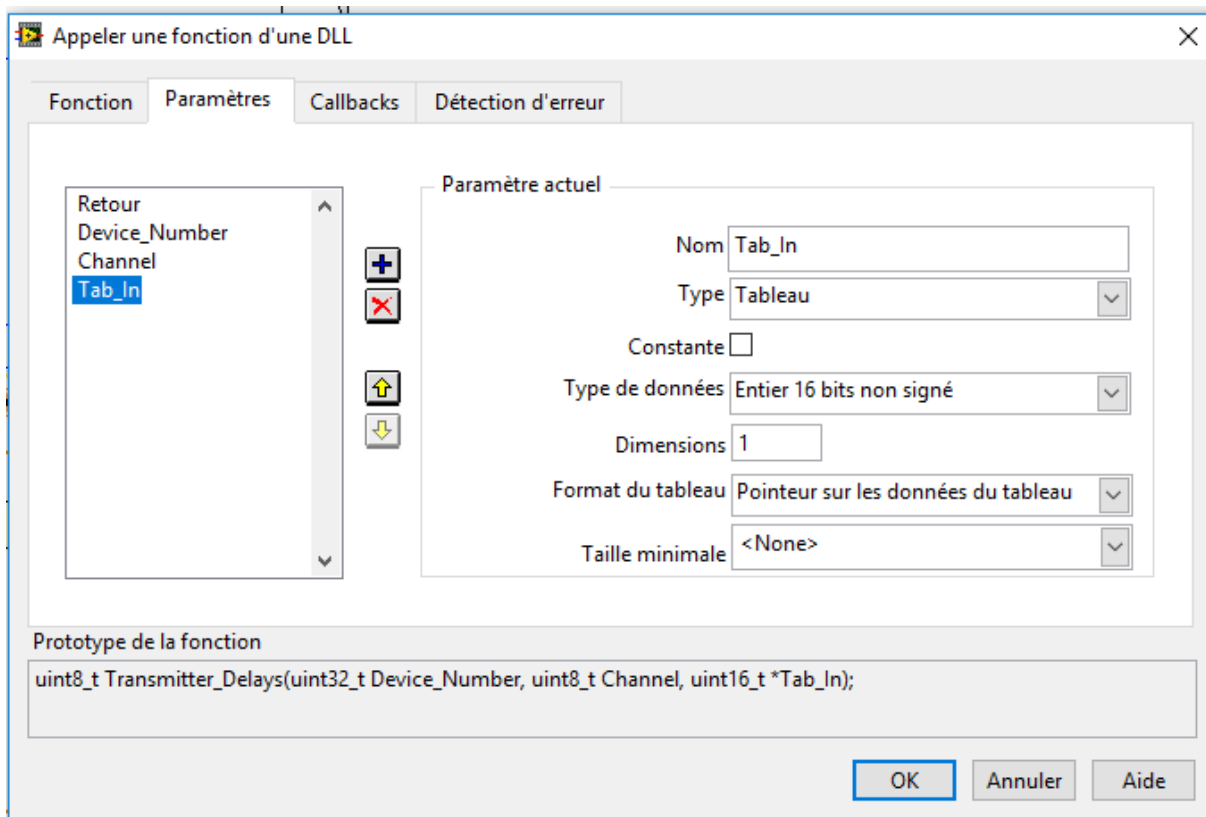 Appeler une fonction d'une DLL
Fonction Paramètres Callbacks Détection d'erreur
Retour
Device_Number
Channel
Tab_In
Paramètre actuel
Nom Tab_In
Type Tableau
Constante
Type de données Entier 16 bits non signé
Dimensions 1
Format du tableau Pointeur sur les données du tableau
Taille minimale <None>
Prototype de la fonction
uint8_t Transmitter_Delays(uint32_t Device_Number, uint8_t Channel, uint16_t *Tab_In);
OK Annuler Aide